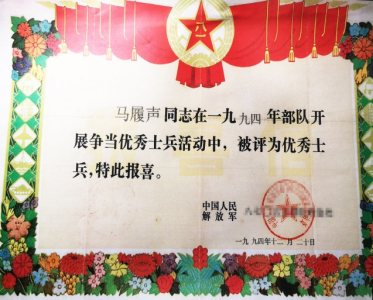 八一
马履声同志在一九九四年部队开
展争当优秀士兵活动中，被评为优秀士
兵，特此报喜。
中国人民
解放军
一九九四年十二月二十日